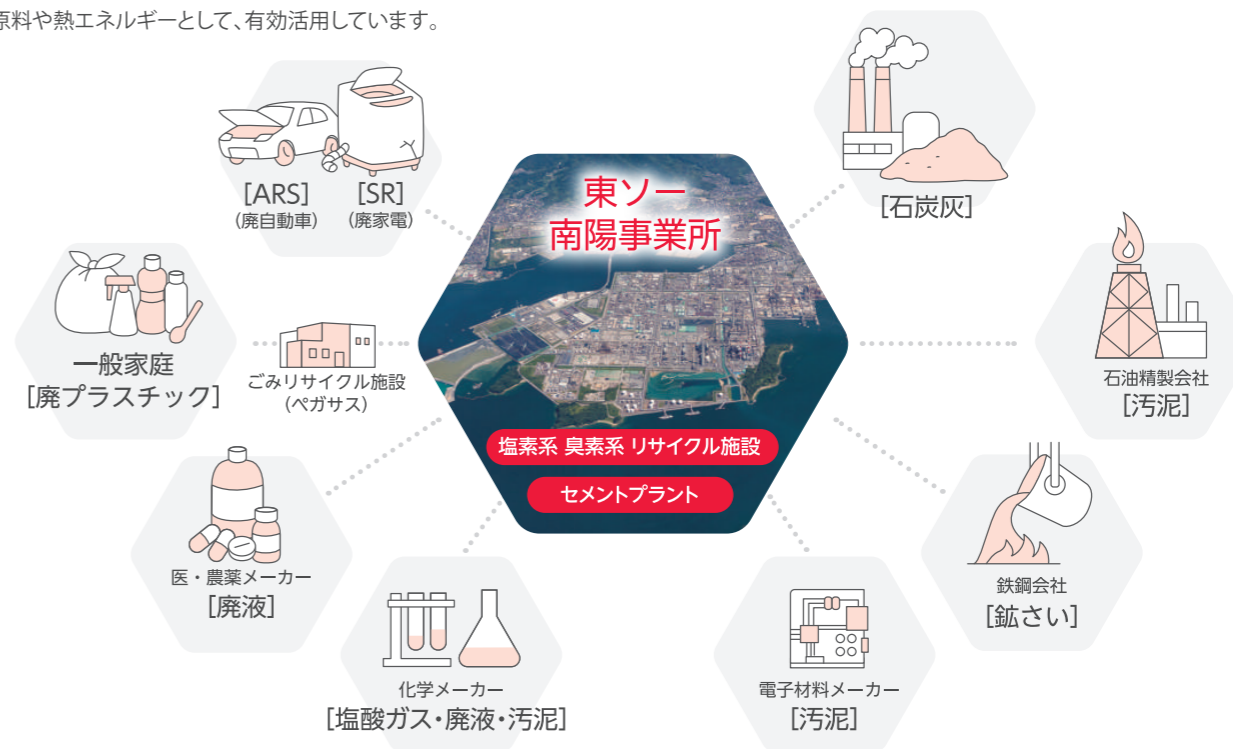 原料や熱エネルギーとして、有効活用しています。
[ARS]
(廃自動車)
[SR]
(廃家電)
[石炭灰]
東ソー
南陽事業所
一般家庭
[廃プラスチック]
ごみリサイクル施設
(ペガサス)
石油精製会社
[汚泥]
塩素系 臭素系 リサイクル施設
セメントプラント
医・農薬メーカー
[廃液]
鉄鋼会社
[鉱さい]
化学メーカー
[塩酸ガス・廃液・汚泥]
電子材料メーカー
[汚泥]